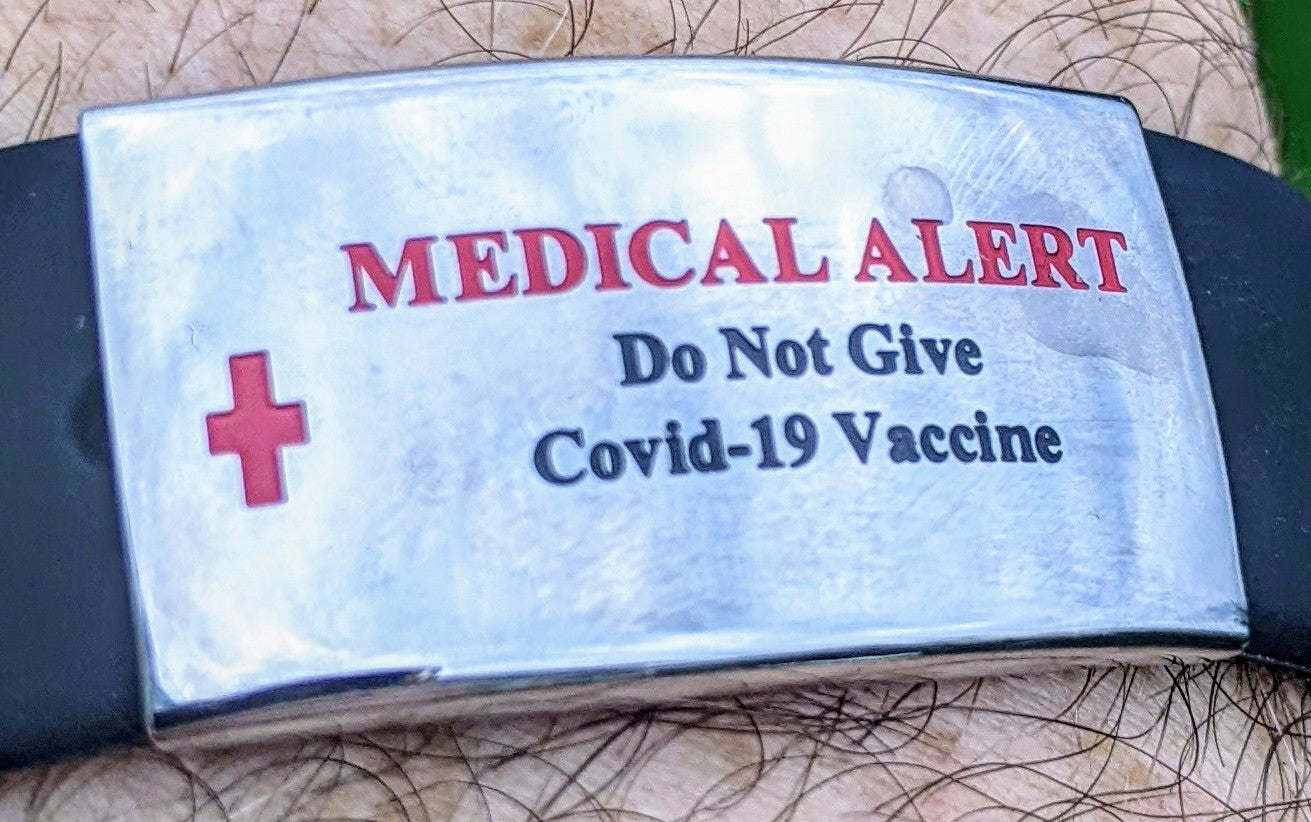 MEDICAL ALERT
Do Not Give
Covid-19 Vaccine